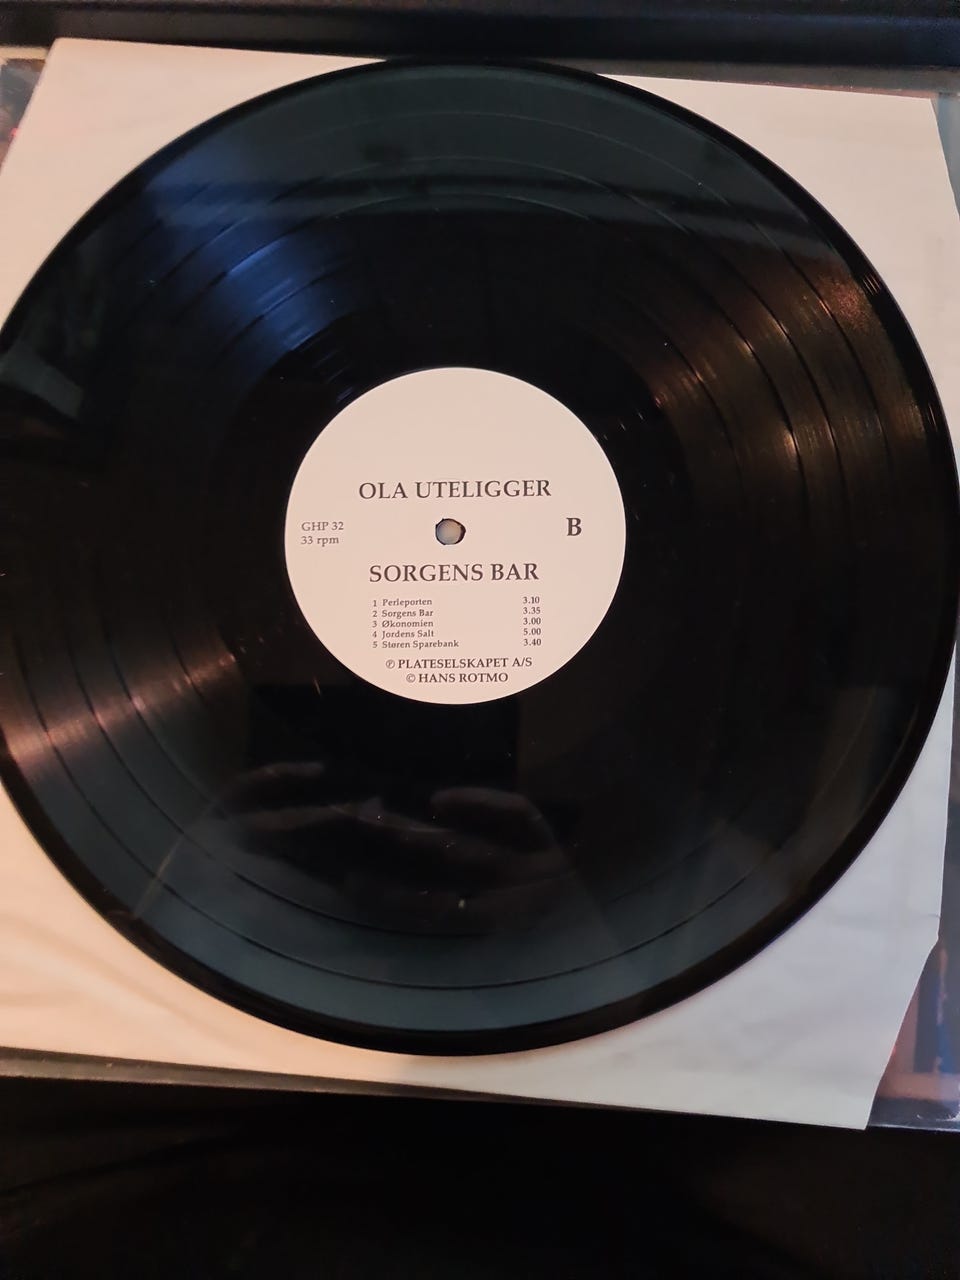 OLA UTELIGGER
GHP 32
33 rpm
B
SORGENS BAR
1 Perleporten 3.10
2 Sorgens Bar 3.35
3 Økonomien 3.00
4 Jordens Salt 5.00
5 Støren Sparebank 3.40
℗ PLATESELSKAPET A/S
© HANS ROTMO